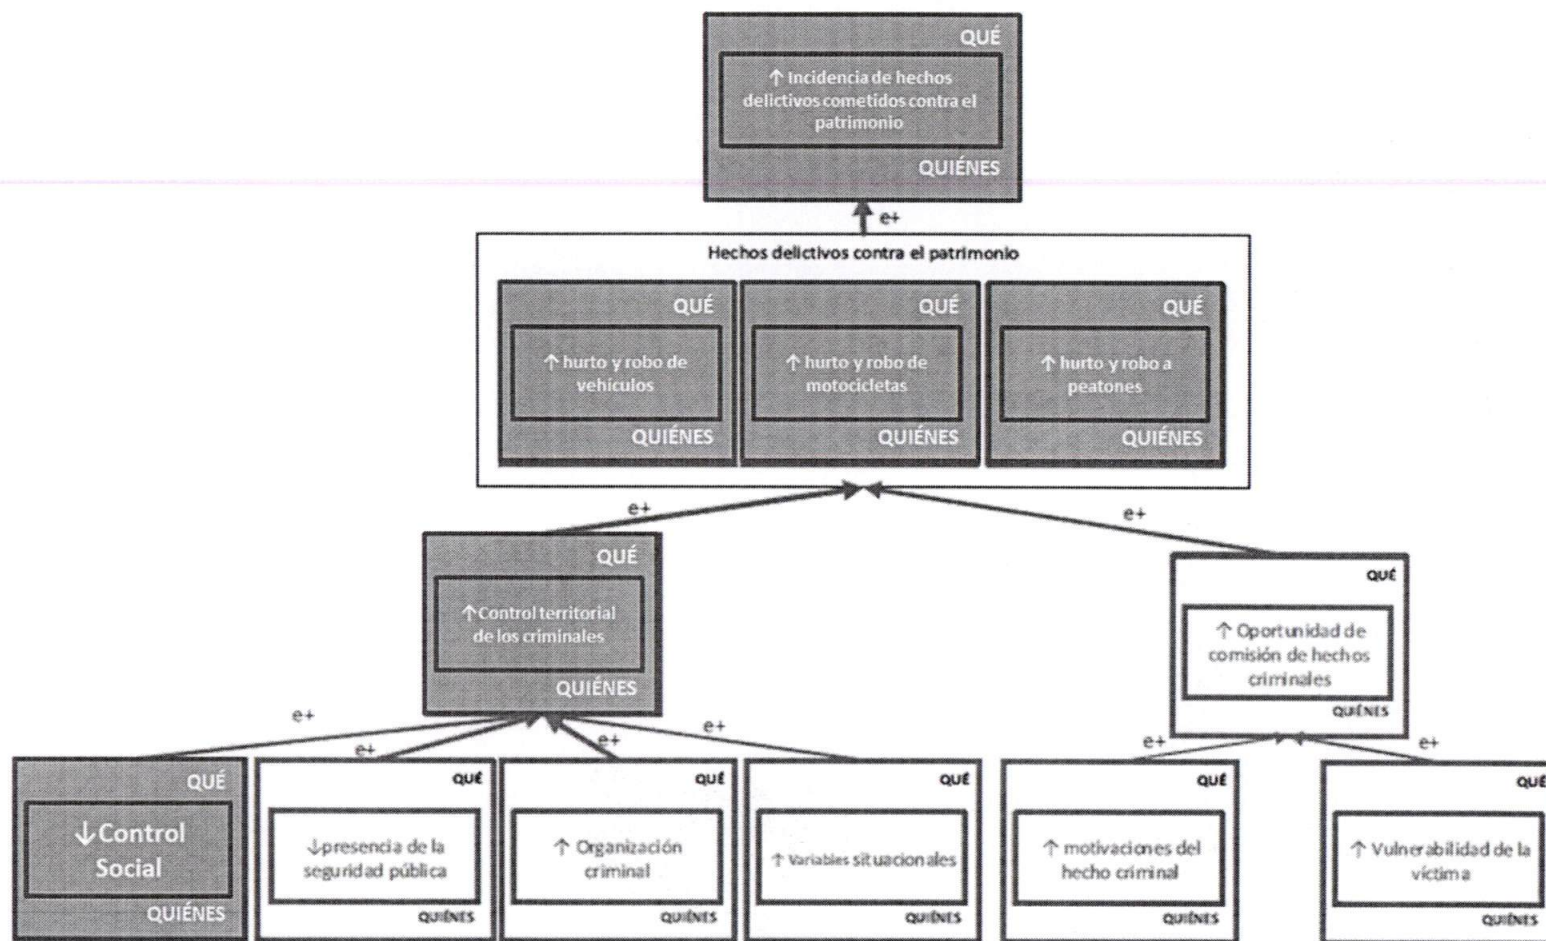 QUÉ
↑ Incidencia de hechos
delictivos cometidos contra el
patrimonio
QUIÉNES
e+
Hechos delictivos contra el patrimonio
QUÉ
↑ hurto y robo de
vehículos
QUIÉNES
QUÉ
↑ hurto y robo de
motocicletas
QUIÉNES
QUÉ
↑ hurto y robo a
peatones
QUIÉNES
e+
e+
QUÉ
↑Control territorial
de los criminales
QUIÉNES
QUÉ
↑ Oportunidad de
comisión de hechos
criminales
QUIÉNES
e+
e+
e+
e+
e+
e+
QUÉ
↓Control
Social
QUIÉNES
QUÉ
↓presencia de la
seguridad pública
QUIÉNES
QUÉ
↑ Organización
criminal
QUIÉNES
QUÉ
↑ Variables situacionales
QUIÉNES
QUÉ
↑ motivaciones del
hecho criminal
QUIÉNES
QUÉ
↑ Vulnerabilidad de la
víctima
QUIÉNES